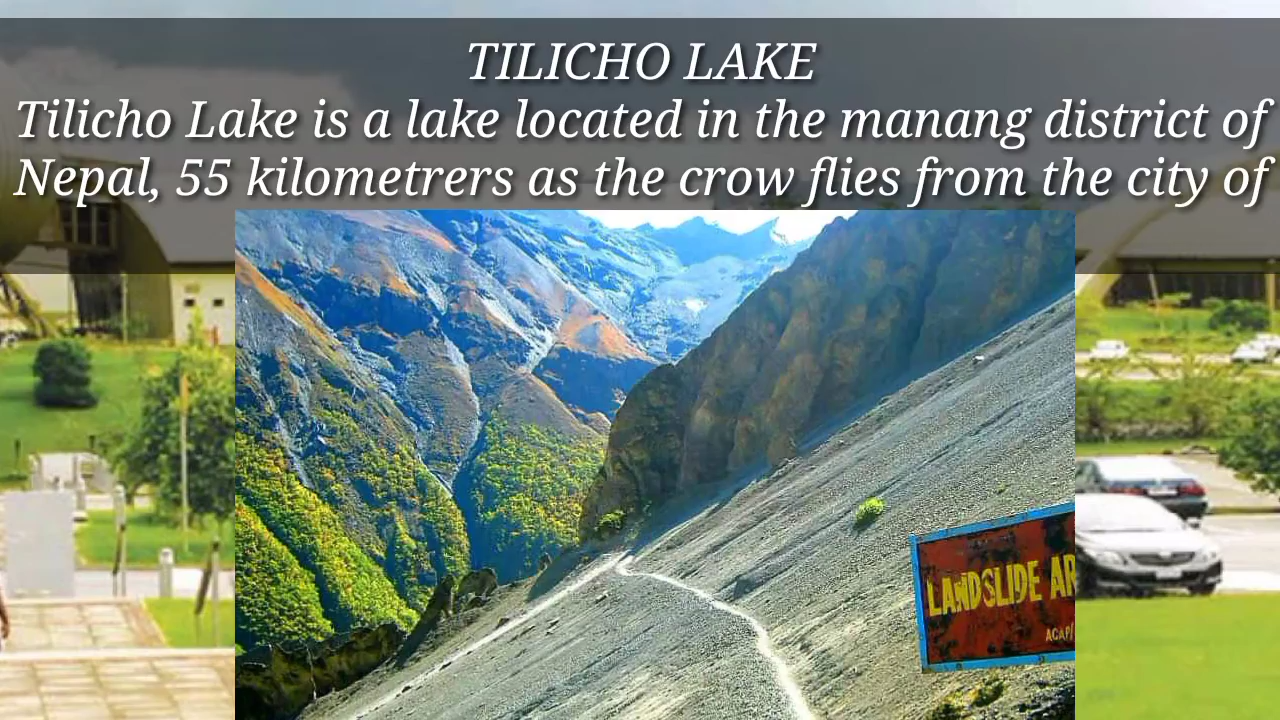 TILICHO LAKE
Tilicho Lake is a lake located in the manang district of
Nepal, 55 kilometrers as the crow flies from the city of
LANDSLIDE AR
ACAP/